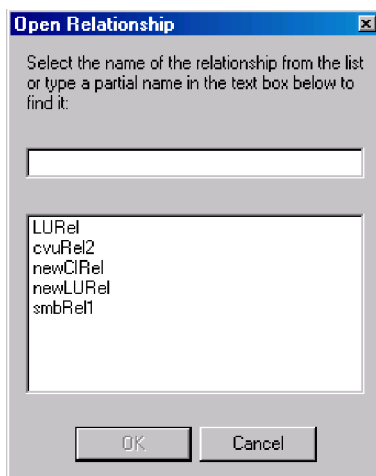 Open Relationship
Select the name of the relationship from the list
or type a partial name in the text box below to
find it:
LURel
cvuRel2
newCIRel
newLURel
smbRel1
OK
Cancel